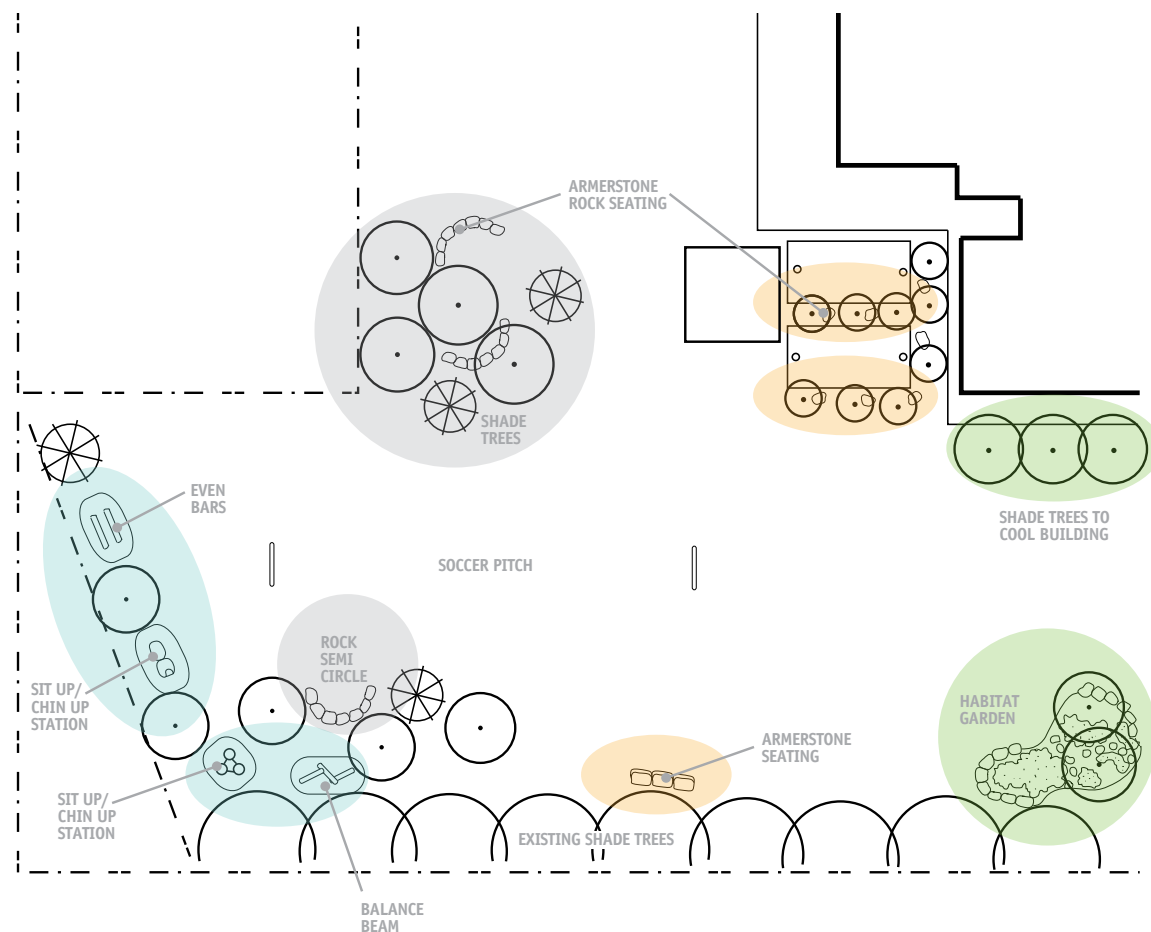 ARMERSTONE
ROCK SEATING
SHADE
TREES
EVEN
BARS
SHADE TREES TO
COOL BUILDING
SOCCER PITCH
ROCK
SEMI
CIRCLE
SIT UP/
CHIN UP
STATION
HABITAT
GARDEN
ARMERSTONE
SEATING
SIT UP/
CHIN UP
STATION
EXISTING SHADE TREES
BALANCE
BEAM